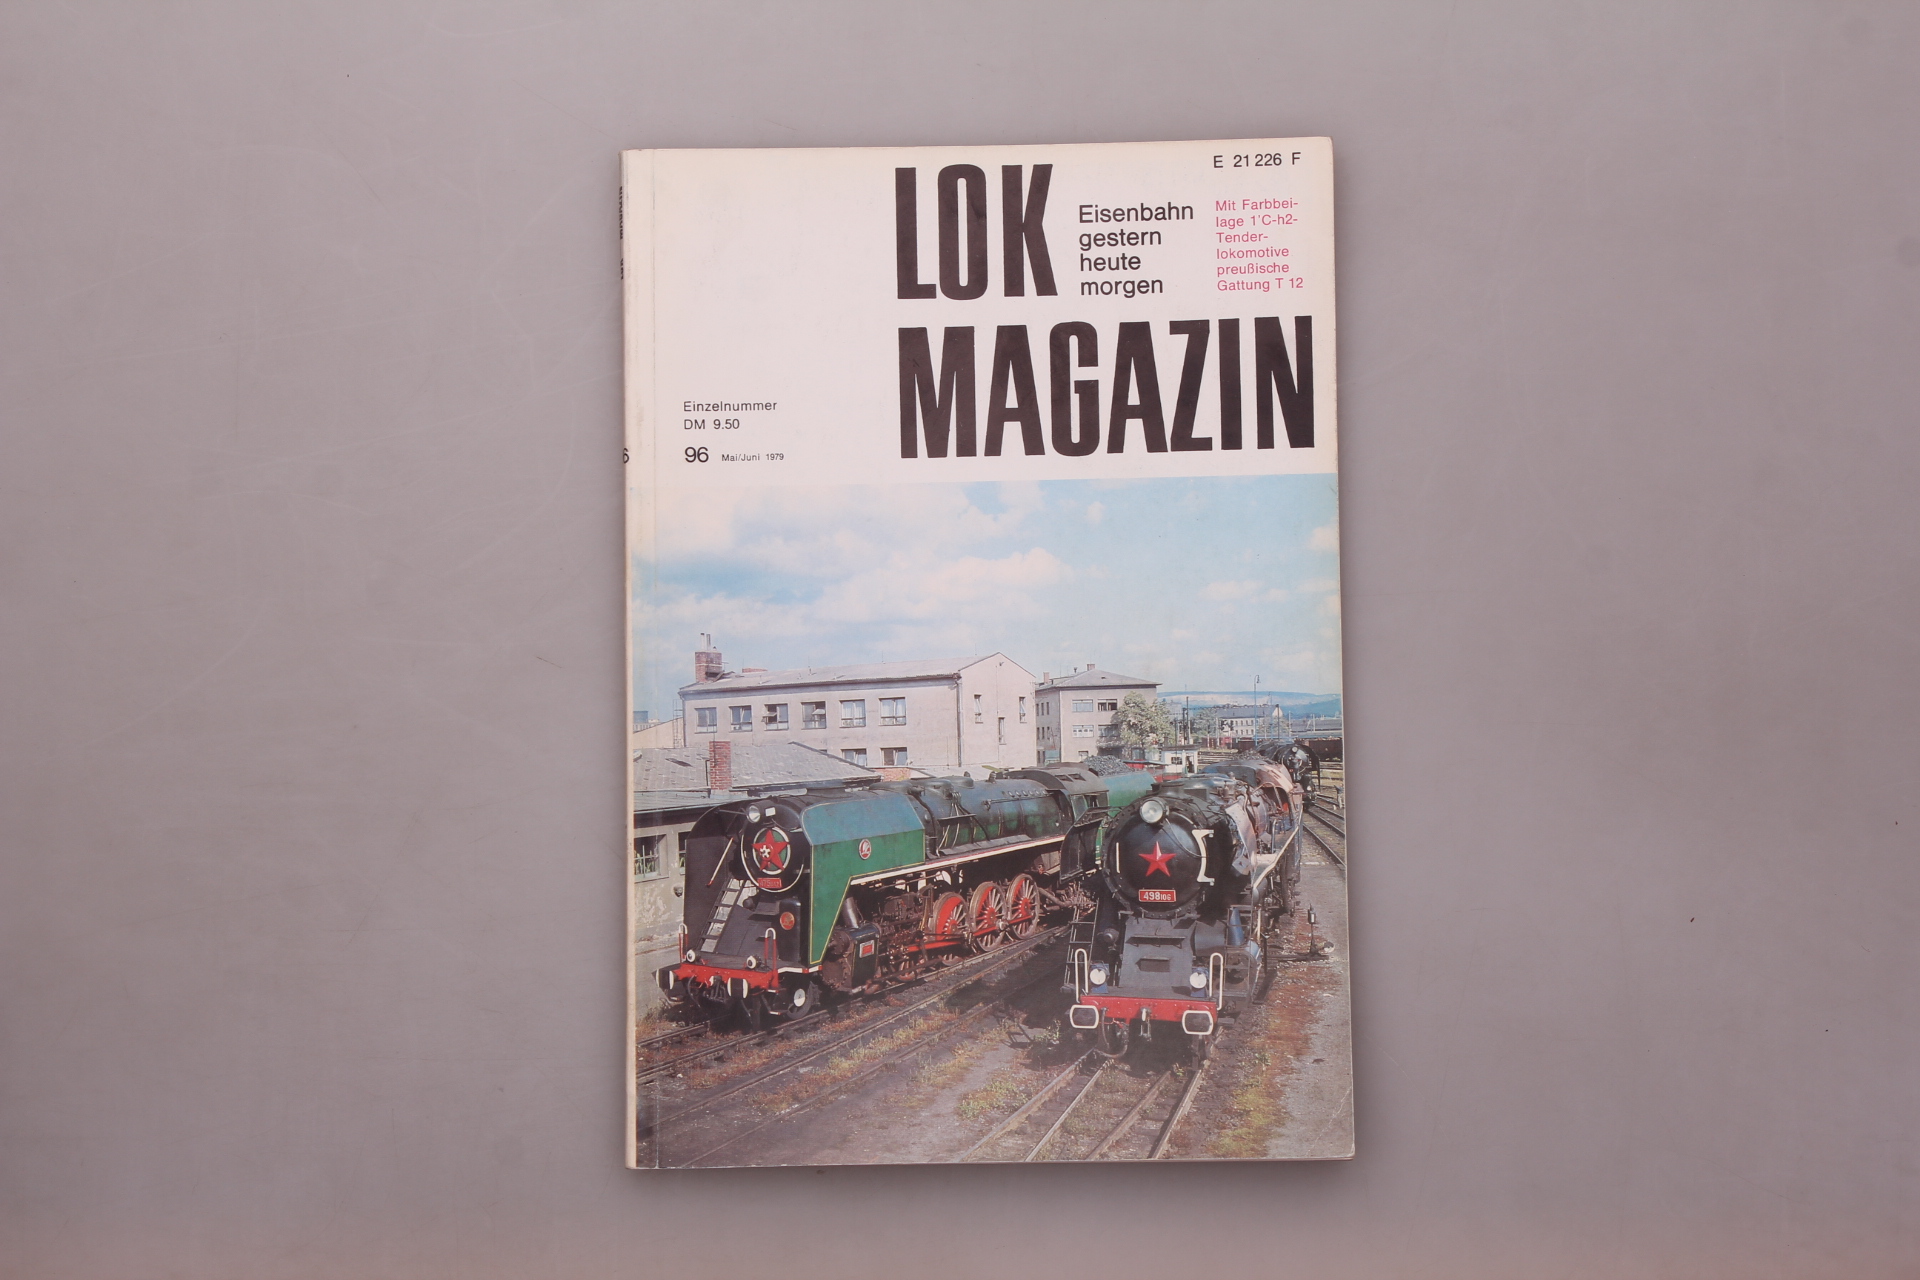 E 21 226 F
LOK
MAGAZIN
Eisenbahn
gestern
heute
morgen
Mit Farbbei-
lage 1'C-h2-
Tender-
lokomotive
preußische
Gattung T 12
Einzelnummer
DM 9.50
96 Mai/Juni 1979
498106